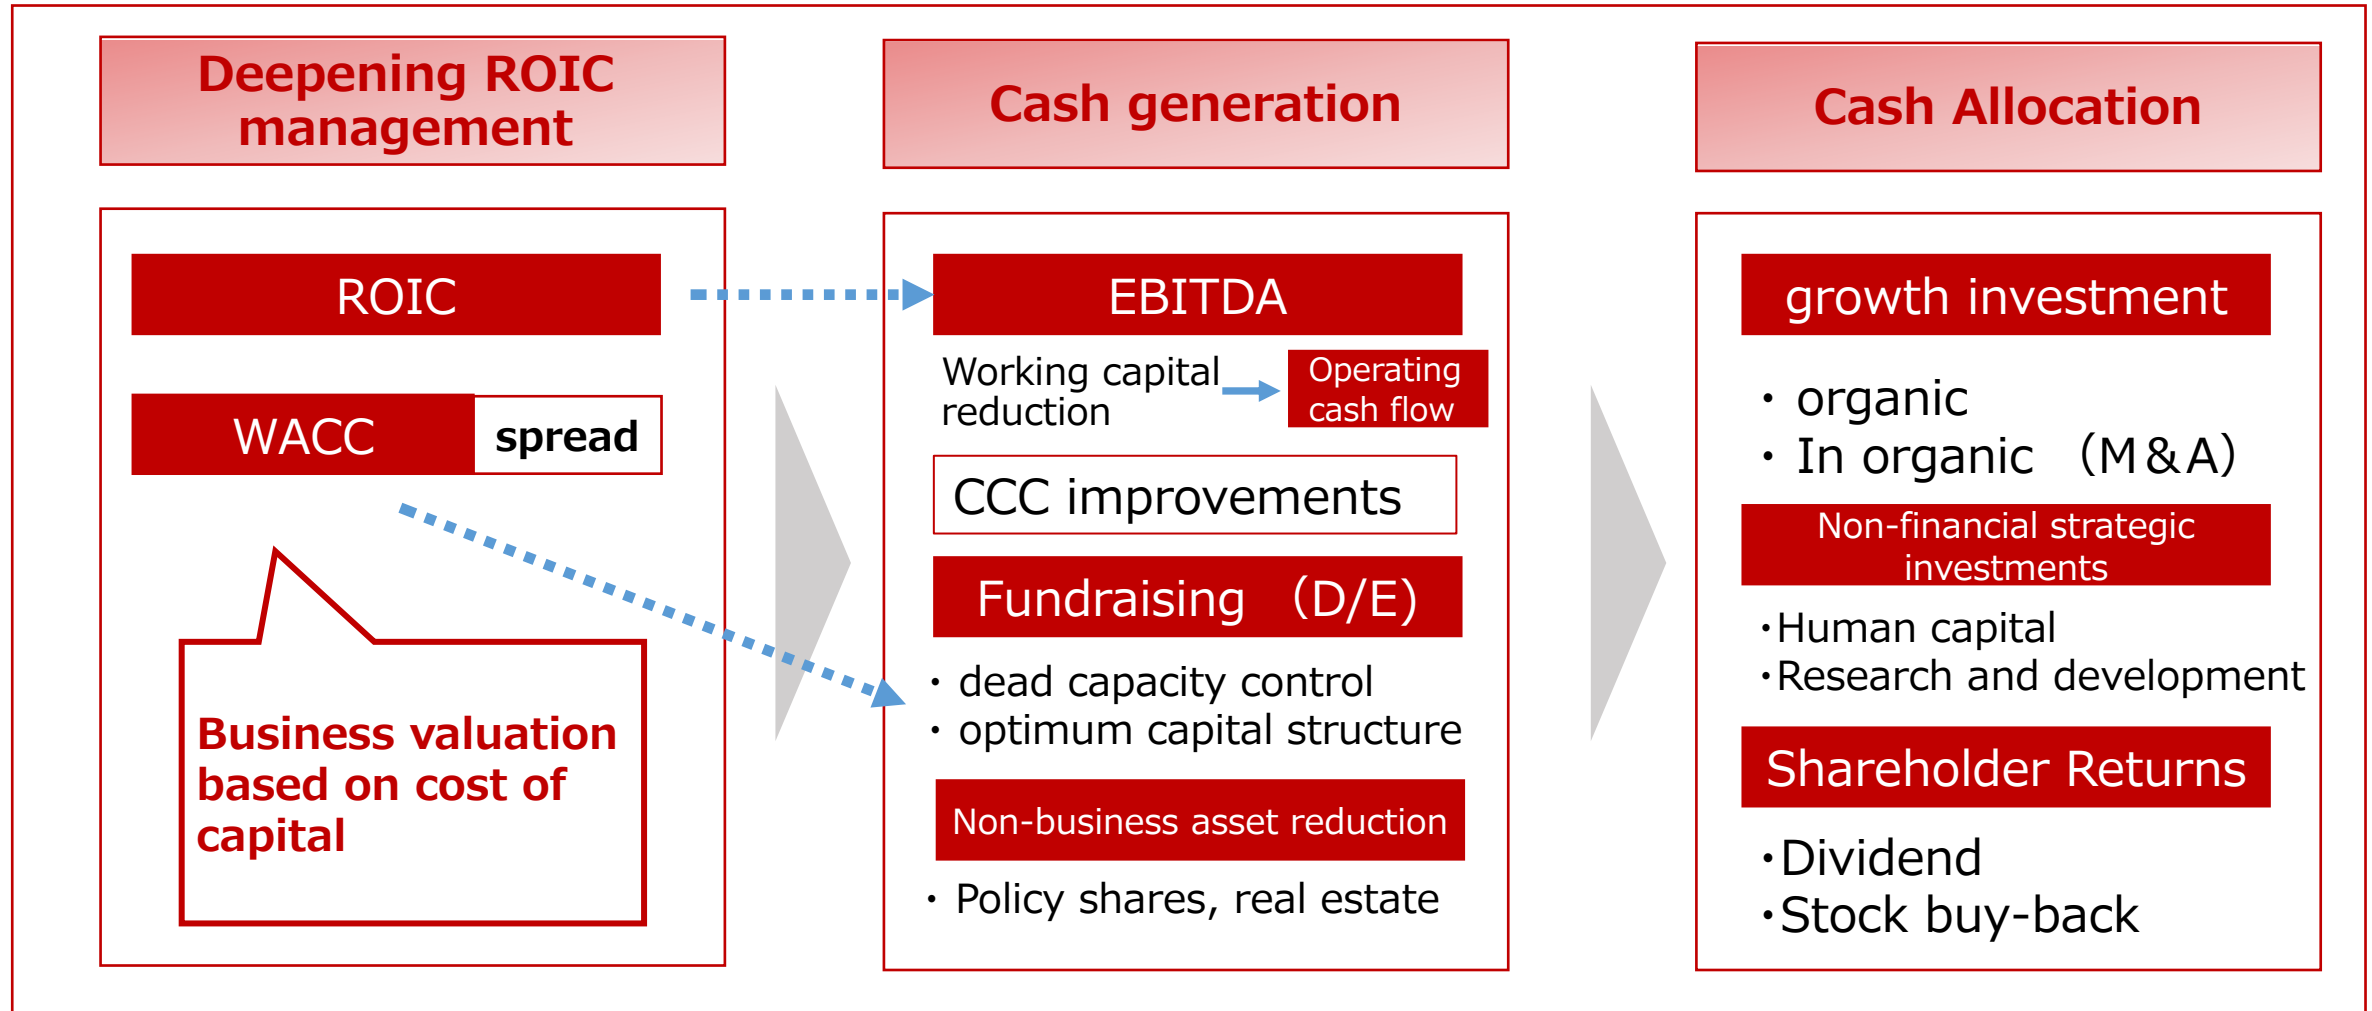 Deepening ROIC
management
ROIC
WACC
spread
Business valuation
based on cost of
capital
Cash generation
EBITDA
Working capital
reduction
Operating
cash flow
CCC improvements
Fundraising （D/E）
・ dead capacity control
・ optimum capital structure
Non-business asset reduction
・ Policy shares, real estate
Cash Allocation
growth investment
・ organic
・ In organic （M＆A）
Non-financial strategic
investments
・Human capital
・Research and development
Shareholder Returns
・Dividend
・Stock buy-back